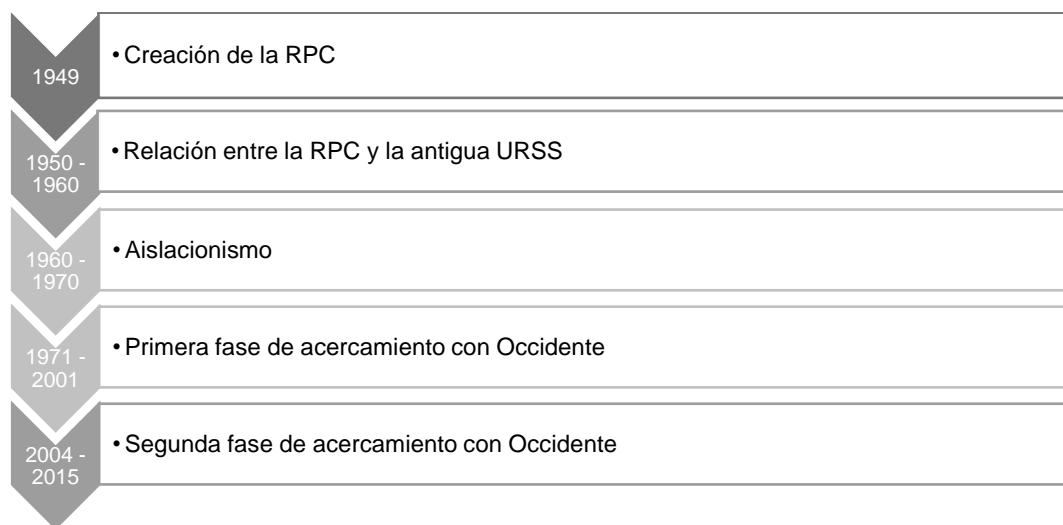 1949
• Creación de la RPC
1950 -
1960
• Relación entre la RPC y la antigua URSS
1960 -
1970
• Aislacionismo
1971 -
2001
• Primera fase de acercamiento con Occidente
2004 -
2015
• Segunda fase de acercamiento con Occidente